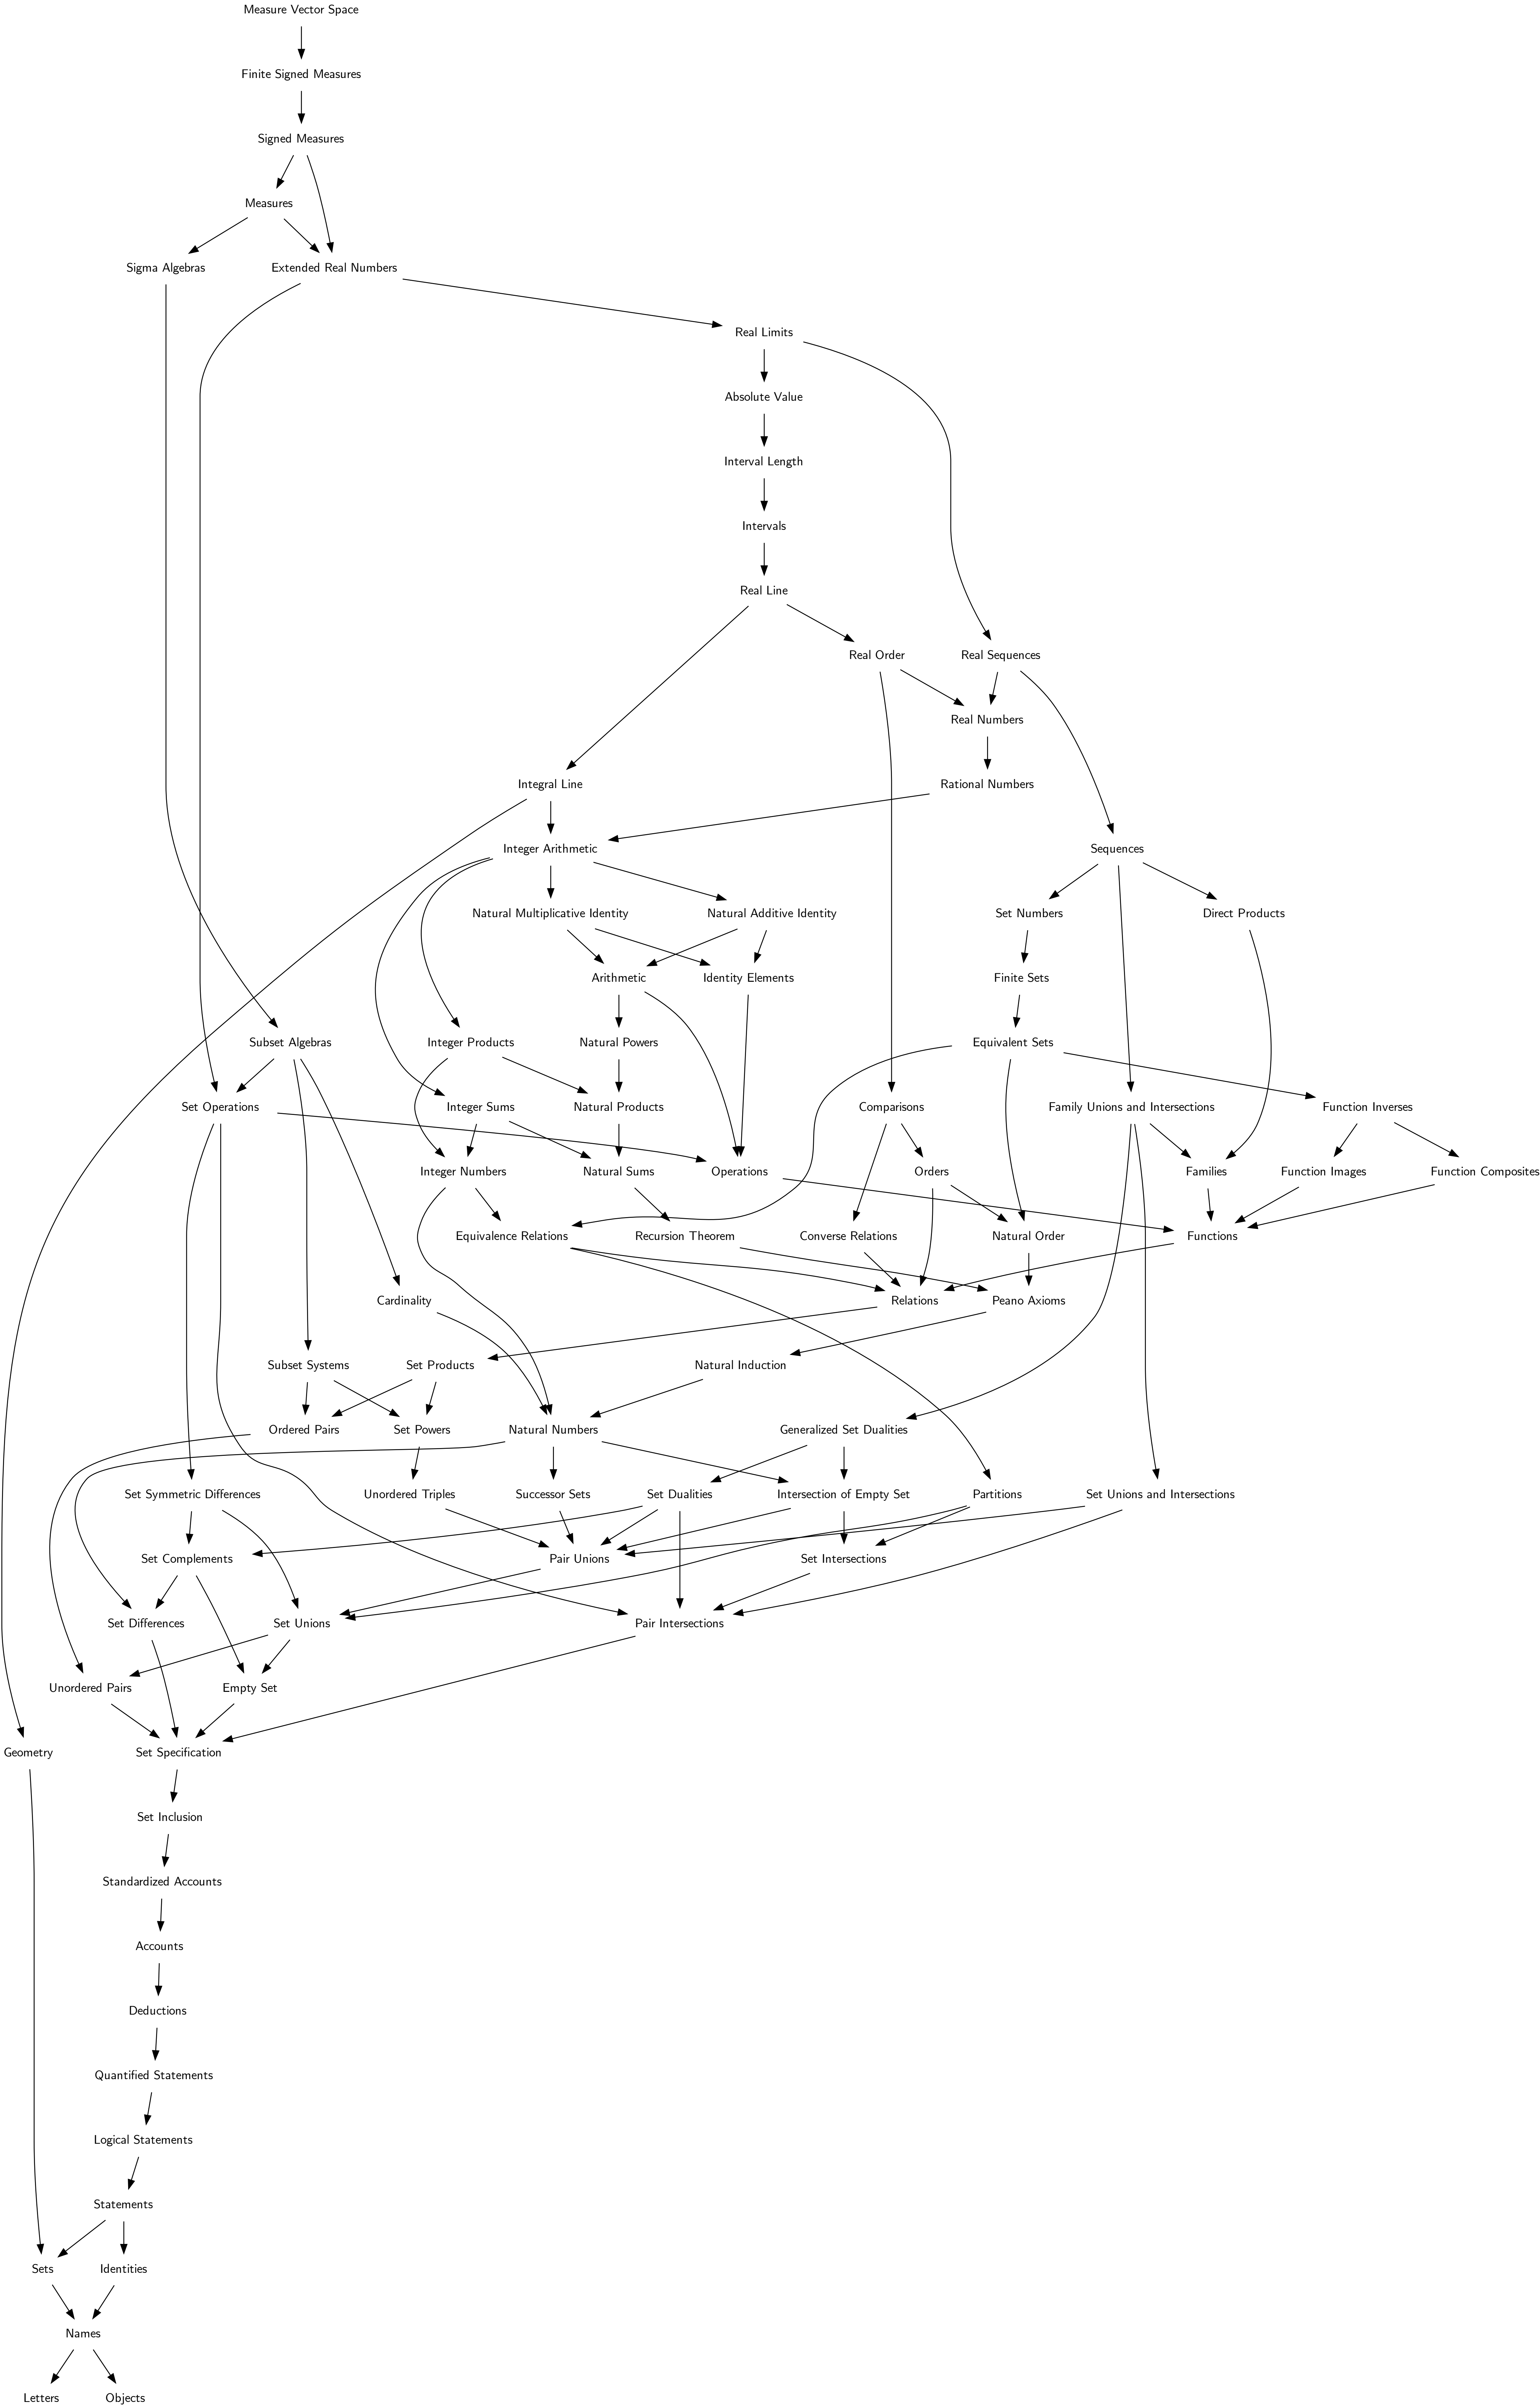 Measure Vector Space
Finite Signed Measures
Signed Measures
Measures
Sigma Algebras
Extended Real Numbers
Real Limits
Absolute Value
Interval Length
Intervals
Real Line
Real Order
Real Sequences
Real Numbers
Integral Line
Rational Numbers
Integer Arithmetic
Sequences
Natural Multiplicative Identity
Natural Additive Identity
Set Numbers
Direct Products
Arithmetic
Identity Elements
Finite Sets
Subset Algebras
Integer Products
Natural Powers
Equivalent Sets
Set Operations
Integer Sums
Natural Products
Comparisons
Family Unions and Intersections
Function Inverses
Integer Numbers
Natural Sums
Operations
Orders
Families
Function Images
Function Composites
Equivalence Relations
Recursion Theorem
Converse Relations
Natural Order
Functions
Cardinality
Relations
Peano Axioms
Subset Systems
Set Products
Natural Induction
Ordered Pairs
Set Powers
Natural Numbers
Generalized Set Dualities
Set Symmetric Differences
Unordered Triples
Successor Sets
Set Dualities
Intersection of Empty Set
Partitions
Set Unions and Intersections
Set Complements
Pair Unions
Set Intersections
Set Differences
Set Unions
Pair Intersections
Unordered Pairs
Empty Set
Geometry
Set Specification
Set Inclusion
Standardized Accounts
Accounts
Deductions
Quantified Statements
Logical Statements
Statements
Sets
Identities
Names
Letters
Objects